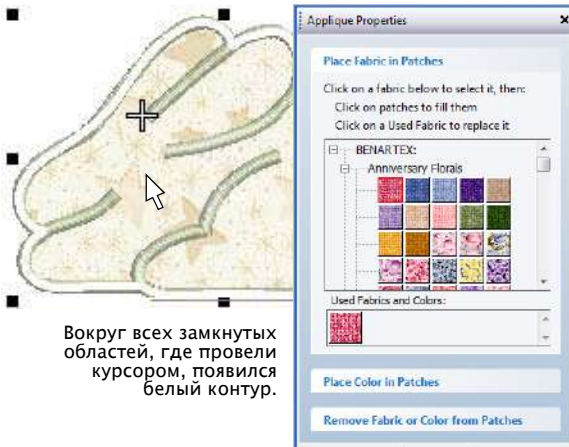 Applique Properties
Place Fabric in Patches
Click on a fabric below to select it, then:
Click on patches to fill them
Click on a Used Fabric to replace it
BENARTEX:
Anniversary Florals
Used Fabrics and Colors:
Place Color in Patches
Remove Fabric or Color from Patches
Вокруг всех замкнутых
областей, где провели
курсором, появился
белый контур.